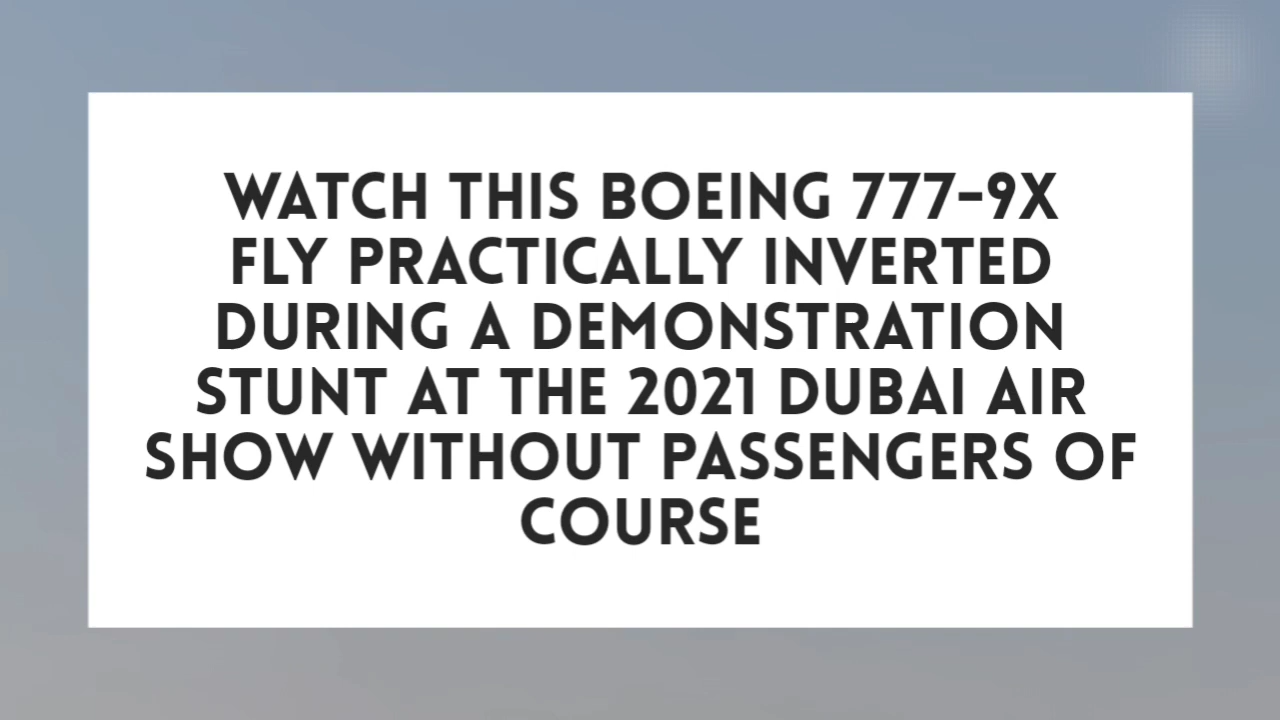 WATCH THIS BOEING 777-9X
FLY PRACTICALLY INVERTED
DURING A DEMONSTRATION
STUNT AT THE 2021 DUBAI AIR
SHOW WITHOUT PASSENGERS OF
COURSE